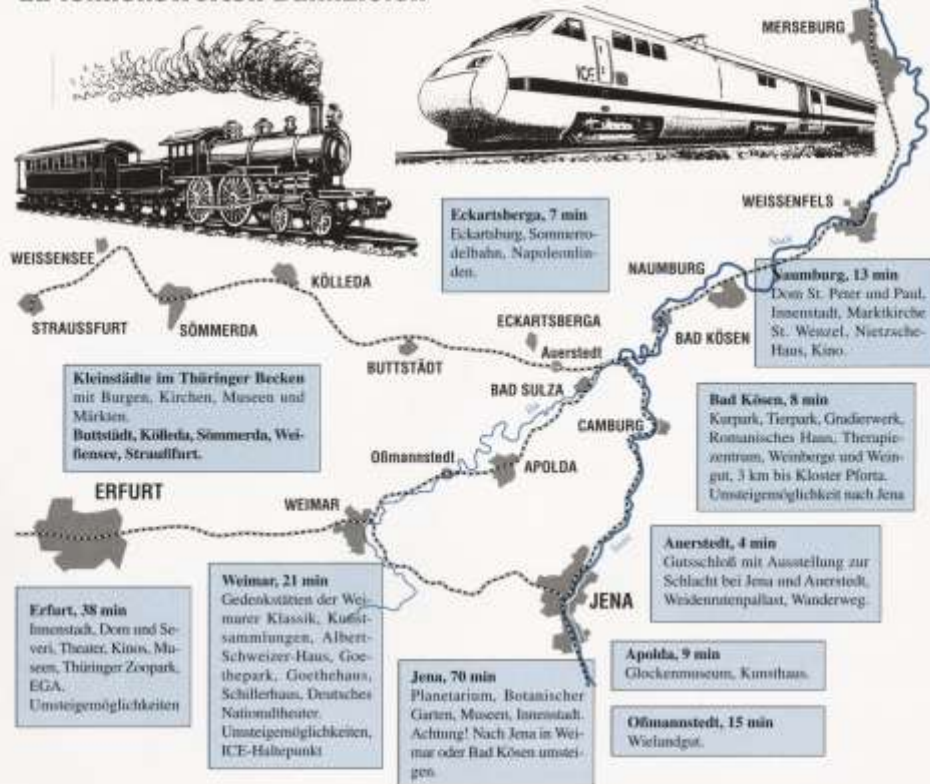 MERSEBURG
ICE
WEISSENFELS
Eckartsberga, 7 min
Eckartsburg, Sommerro-
delbahn, Napoleonlin-
den.
WEISSENSEE
KÖLLEDA
NAUMBURG
Naumburg, 13 min
Dom St. Peter und Paul,
Innenstadt, Marktkirche
St. Wenzel, Nietzsche-
Haus, Kino.
STRAUSSFURT
SÖMMERDA
ECKARTSBERGA
BAD KÖSEN
BUTTSTÄDT
Auerstedt
BAD SULZA
Kleinstädte im Thüringer Becken
mit Burgen, Kirchen, Museen und
Märkten.
Buttstädt, Kölleda, Sömmerda, Wei-
ßensee, Straußfurt.
Bad Kösen, 8 min
Kurpark, Tierpark, Gradierwerk,
Romanisches Haus, Therapie-
zentrum, Weinberge und Wein-
gut, 3 km bis Kloster Pforta.
Umsteigemöglichkeit nach Jena
CAMBURG
Oßmannstedt
APOLDA
ERFURT
WEIMAR
Auerstedt, 4 min
Gutsschloß mit Ausstellung zur
Schlacht bei Jena und Auerstedt,
Weidenrutenpallast, Wanderweg.
JENA
Erfurt, 38 min
Innenstadt, Dom und Se-
veri, Theater, Kinos, Mu-
seen, Thüringer Zoopark,
EGA.
Umsteigemöglichkeiten
Weimar, 21 min
Gedenkstätten der Wei-
marer Klassik, Kunst-
sammlungen, Albert-
Schweizer-Haus, Goe-
thepark, Goethehaus,
Schillerhaus, Deutsches
Nationaltheater.
Umsteigemöglichkeiten,
ICE-Haltepunkt
Jena, 70 min
Planetarium, Botanischer
Garten, Museen, Innenstadt.
Achtung! Nach Jena in Wei-
mar oder Bad Kösen umstei-
gen.
Apolda, 9 min
Glockenmuseum, Kunsthaus.
Oßmannstedt, 15 min
Wielandgut.